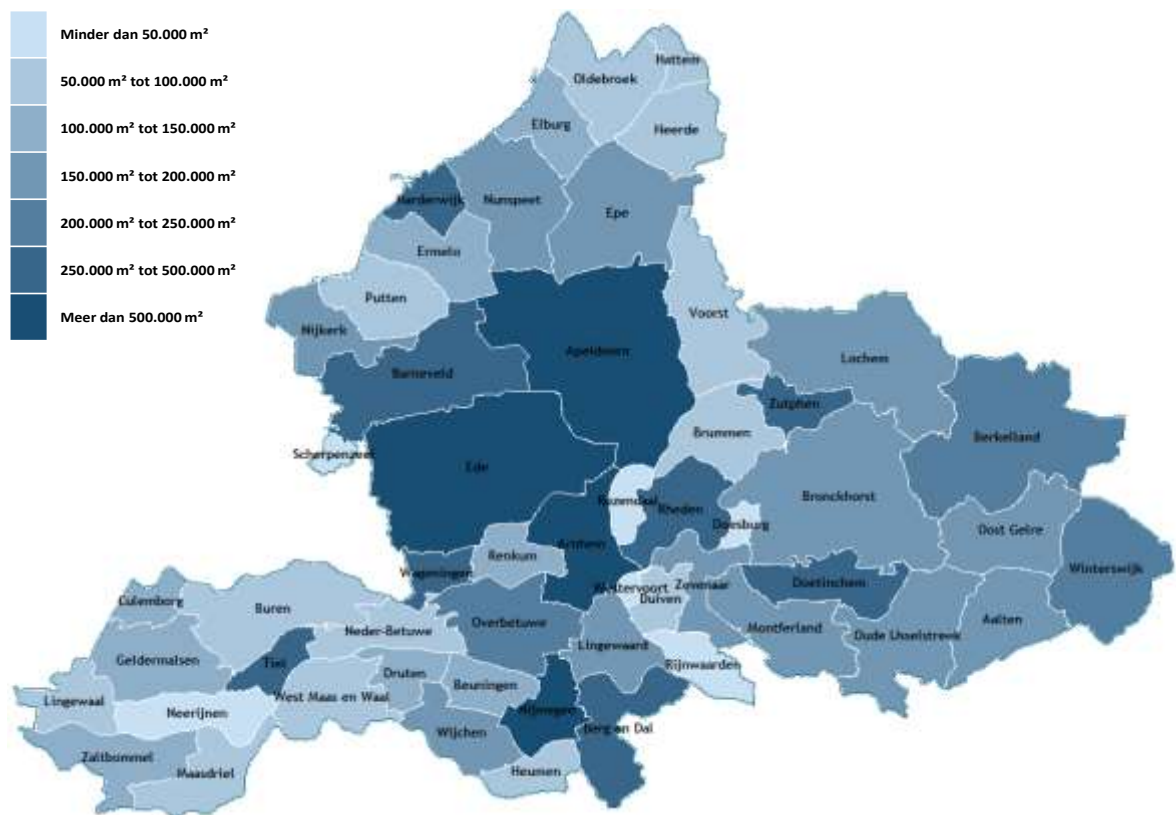 Minder dan 50.000 m²
50.000 m² tot 100.000 m²
100.000 m² tot 150.000 m²
150.000 m² tot 200.000 m²
200.000 m² tot 250.000 m²
250.000 m² tot 500.000 m²
Meer dan 500.000 m²
Hattem
Oldebroek
Elburg
Heerde
Harderwijk
Nunspeet
Epe
Ermelo
Putten
Voorst
Nijkerk
Apeldoorn
Lochem
Barneveld
Zutphen
Brummen
Berkelland
Scherpenzeel
Ede
Bronckhorst
Rozendaal
Rheden
Doesburg
Oost Gelre
Arnhem
Renkum
Winterswijk
Wageningen
Westervoort
Zevenaar
Doetinchem
Duiven
Culemborg
Buren
Neder-Betuwe
Overbetuwe
Aalten
Montferland
Oude IJsselstreek
Lingewaard
Geldermalsen
Tiel
Rijnwaarden
Druten
Beuningen
West Maas en Waal
Lingewaal
Neerijnen
Nijmegen
Berg en Dal
Wijchen
Zaltbommel
Maasdriel
Heumen